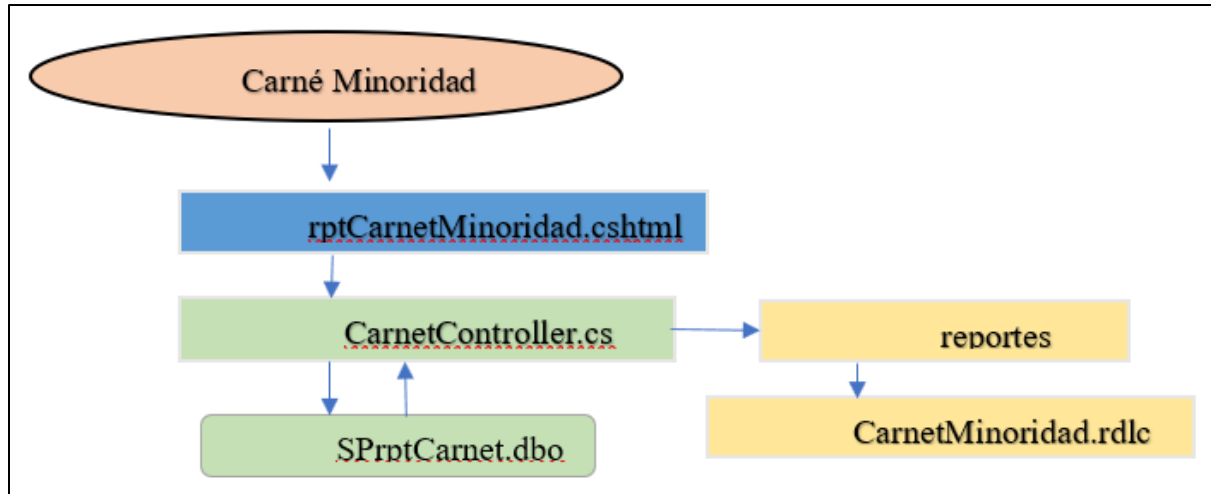 Carné Minoridad
rptCarnetMinoridad.cshtml
CarnetController.cs
reportes
CarnetMinoridad.rdlc
SPrptCarnet.dbo